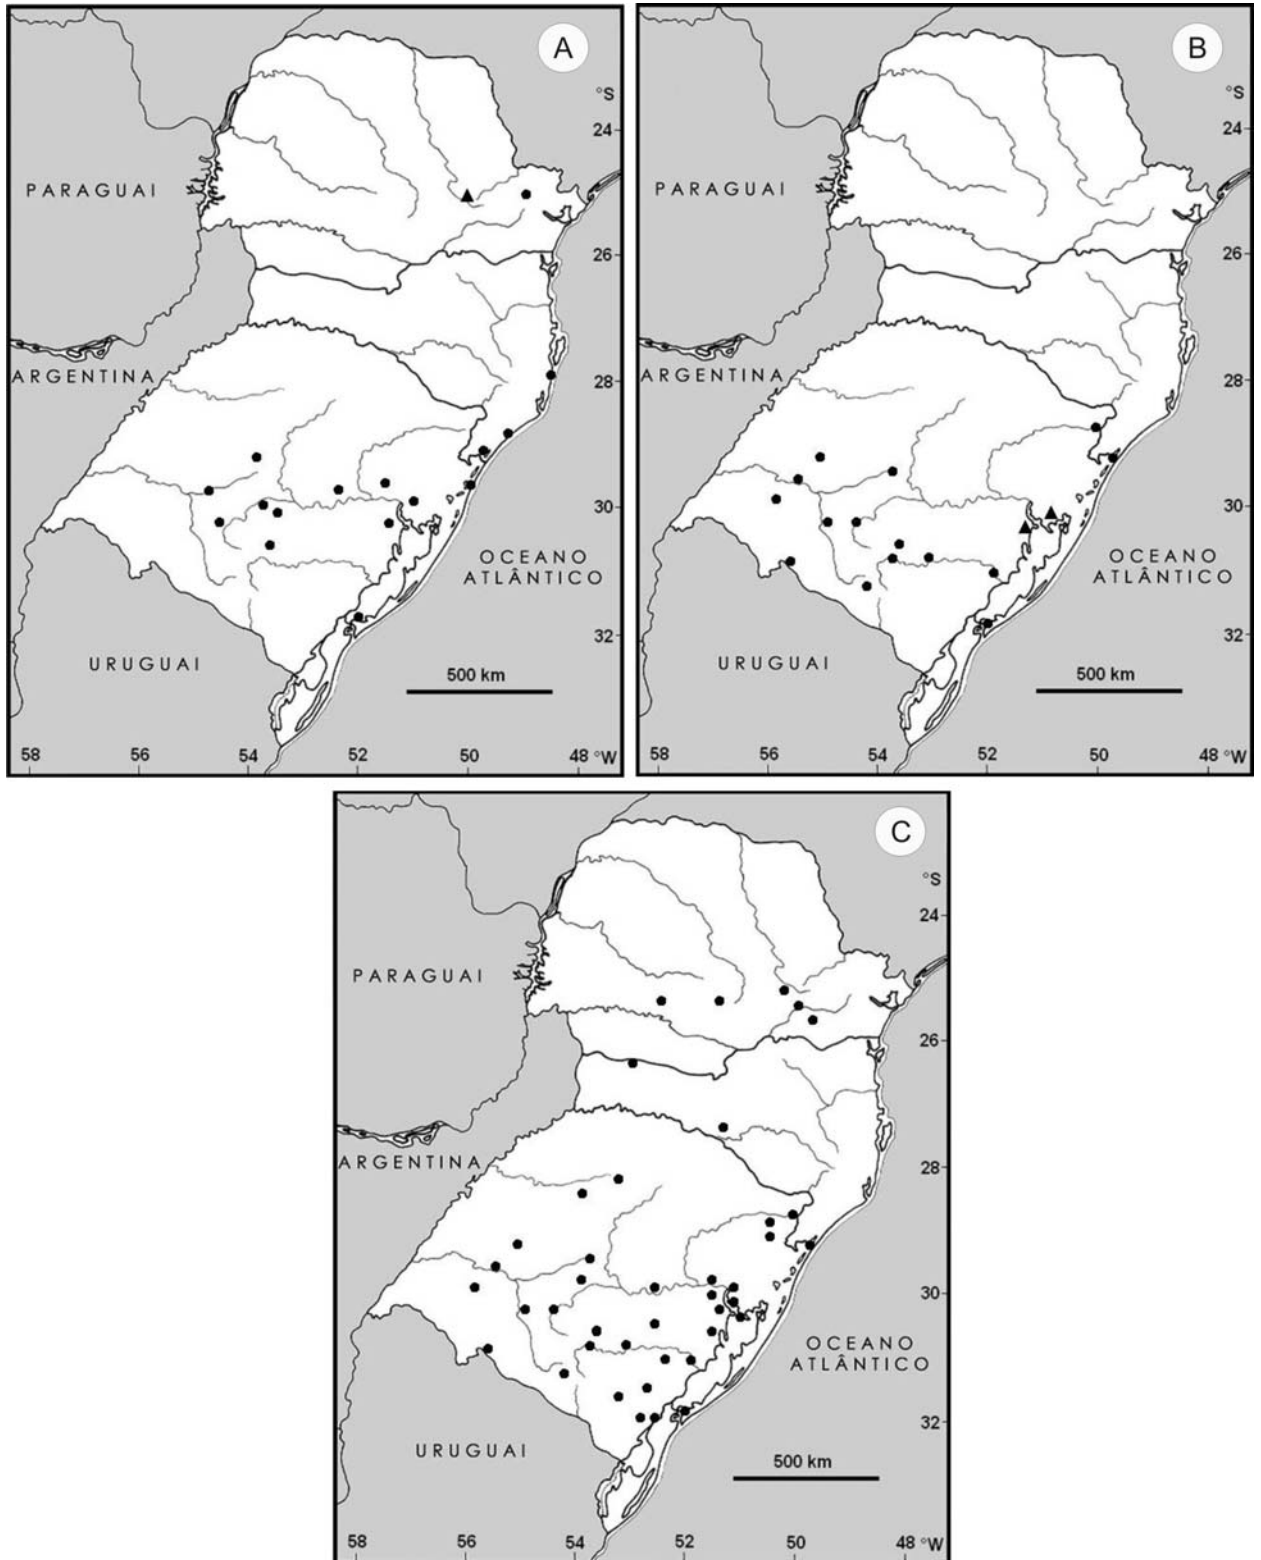 A
°S
24
PARAGUAI
26
ARGENTINA
28
30
OCEANO
ATLÂNTICO
32
URUGUAI
500 km
58 56 54 52 50 48 °W
B
°S
24
PARAGUAI
26
ARGENTINA
28
30
OCEANO
ATLÂNTICO
32
URUGUAI
500 km
58 56 54 52 50 48 °W
C
°S
24
PARAGUAI
26
ARGENTINA
28
30
OCEANO
ATLÂNTICO
32
URUGUAI
500 km
58 56 54 52 50 48 °W